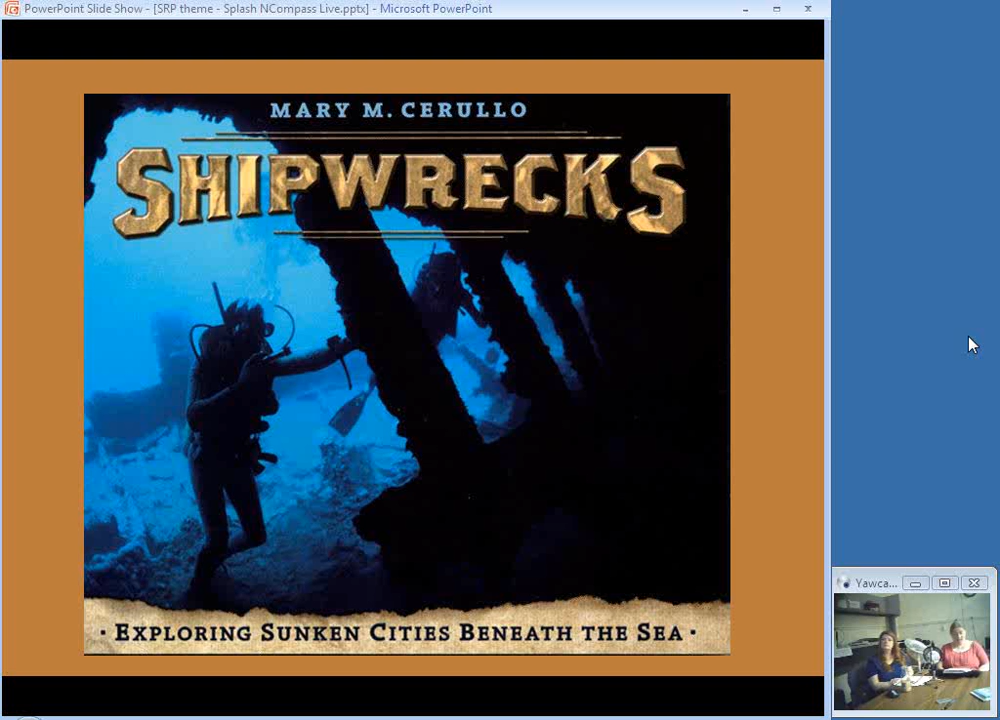 PowerPoint Slide Show - [SRP theme - Splash NCompass Live.pptx] - Microsoft PowerPoint
MARY M. CERULLO
SHIPWRECKS
· EXPLORING SUNKEN CITIES BENEATH THE SEA ·
Yawca...